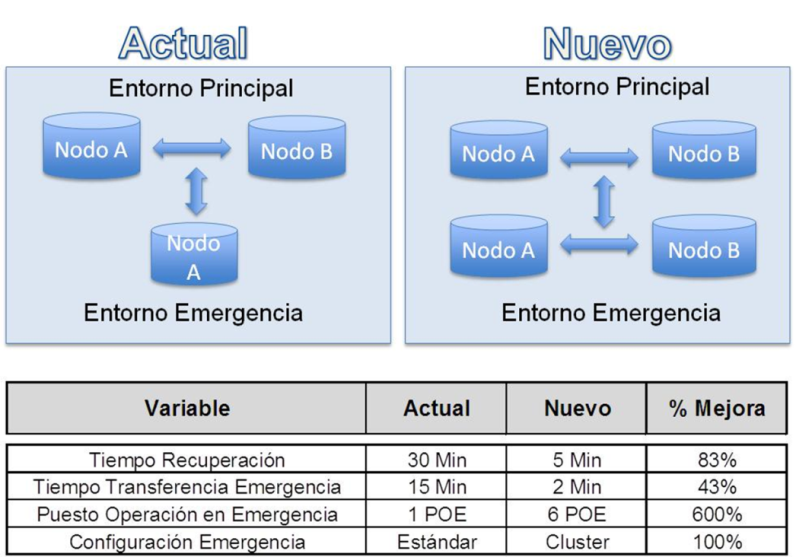 Actual
Nuevo
Entorno Principal
Nodo A
Nodo B
Nodo
A
Entorno Emergencia
Entorno Principal
Nodo A
Nodo B
Nodo A
Nodo B
Entorno Emergencia
Variable Actual Nuevo % Mejora
Tiempo Recuperación 30 Min 5 Min 83%
Tiempo Transferencia Emergencia 15 Min 2 Min 43%
Puesto Operación en Emergencia 1 POE 6 POE 600%
Configuración Emergencia Estándar Cluster 100%